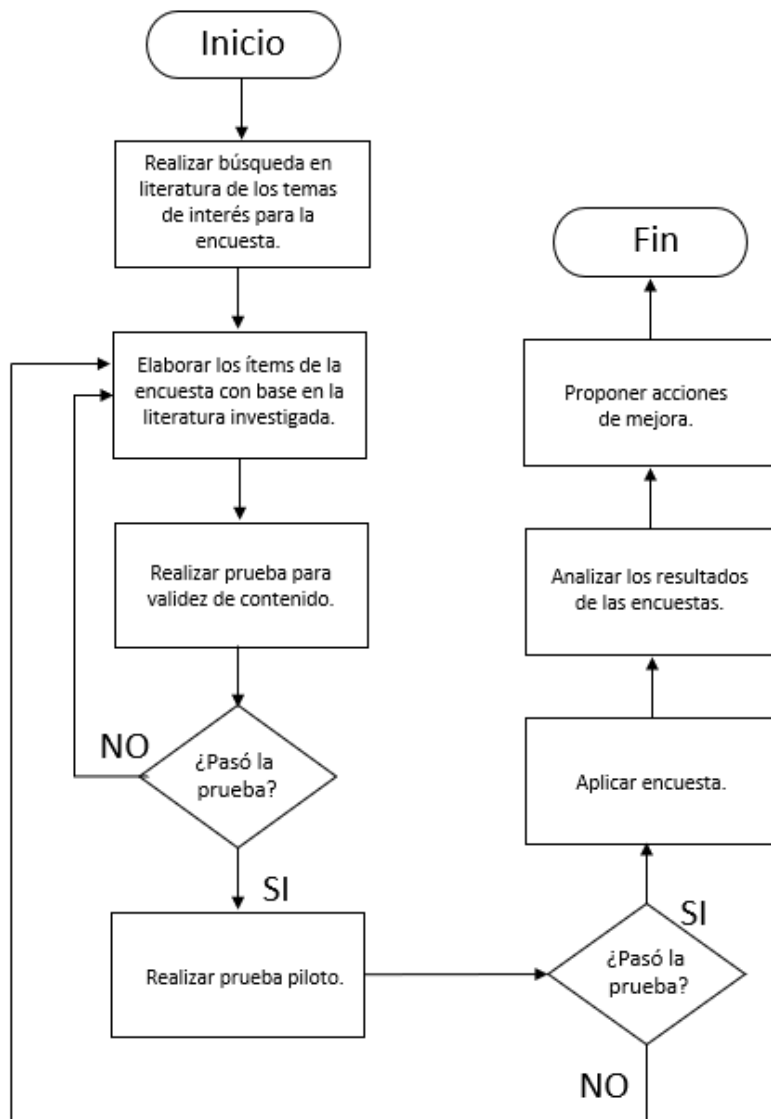 Inicio
Realizar búsqueda en
literatura de los temas
de interés para la
encuesta.
Elaborar los ítems de la
encuesta con base en la
literatura investigada.
Realizar prueba para
validez de contenido.
¿Pasó la
prueba?
NO
SI
Realizar prueba piloto.
¿Pasó la
prueba?
NO
SI
Aplicar encuesta.
Analizar los resultados
de las encuestas.
Proponer acciones
de mejora.
Fin